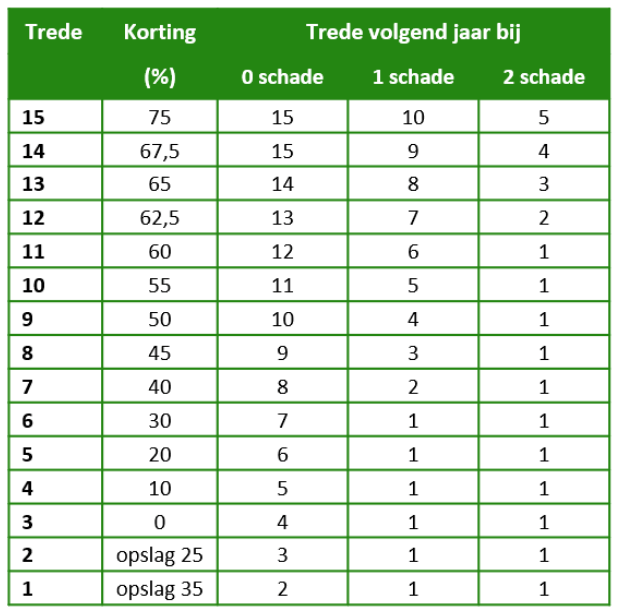 Trede Korting Trede volgend jaar bij
(%) 0 schade 1 schade 2 schade
15 75 15 10 5
14 67,5 15 9 4
13 65 14 8 3
12 62,5 13 7 2
11 60 12 6 1
10 55 11 5 1
9 50 10 4 1
8 45 9 3 1
7 40 8 2 1
6 30 7 1 1
5 20 6 1 1
4 10 5 1 1
3 0 4 1 1
2 opslag 25 3 1 1
1 opslag 35 2 1 1